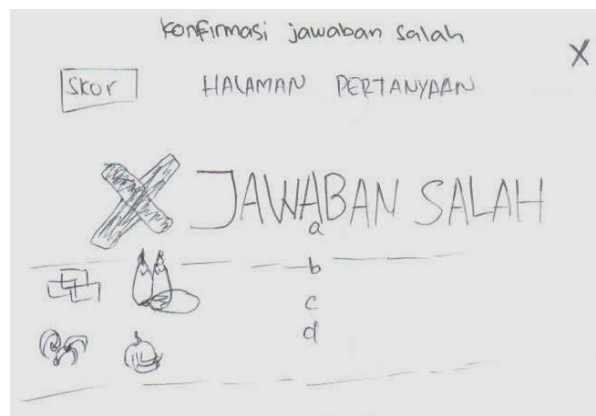 konfirmasi jawaban salah
X
Skor
HALAMAN PERTANYAAN
JAWABAN SALAH
a
b
c
d